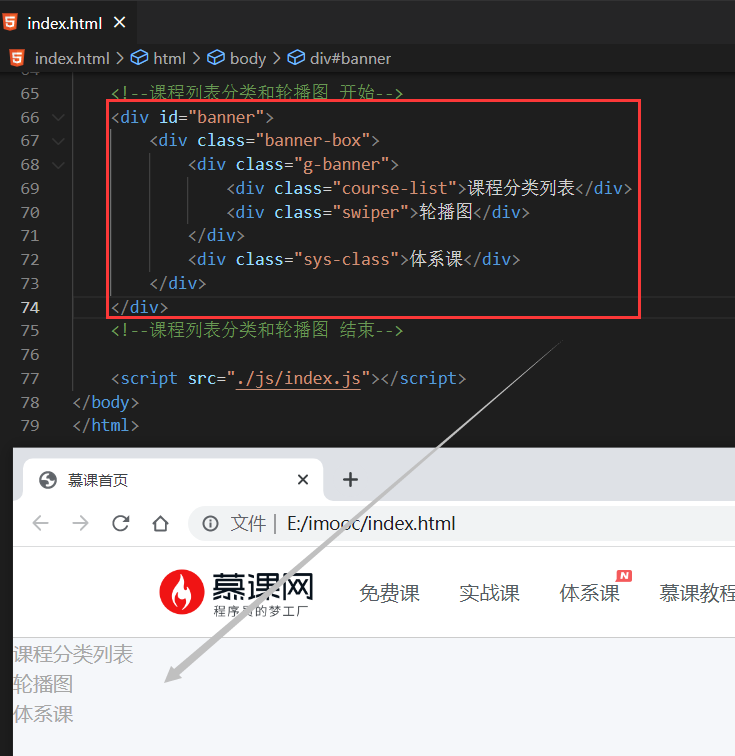 index.html ×
index.html > html > body > div#banner
64
65 <!--课程列表分类和轮播图 开始-->
66 <div id="banner">
67 <div class="banner-box">
68 <div class="g-banner">
69 <div class="course-list">课程分类列表</div>
70 <div class="swiper">轮播图</div>
71 </div>
72 <div class="sys-class">体系课</div>
73 </div>
74 </div>
75 <!--课程列表分类和轮播图 结束-->
76
77 <script src="./js/index.js"></script>
78 </body>
79 </html>
慕课首页 × +
文件 | E:/imooc/index.html
慕课网 免费课 实战课 体系课 N 慕课教程
程序员的梦工厂
课程分类列表
轮播图
体系课